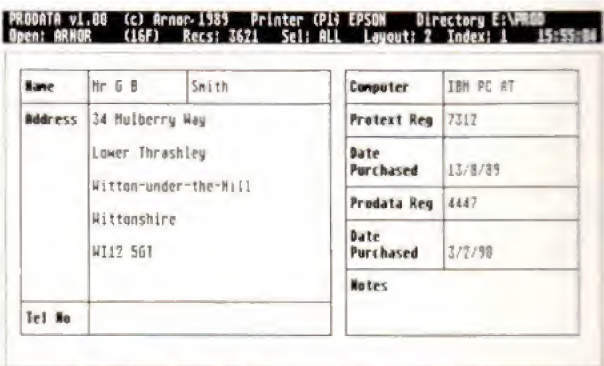 PRODATA v1.00 (c) Arnor 1989 Printer (P1) EPSON Directory E:\PROD
Open: ARNOR (16F) Recs: 3621 Sel: ALL Layout: 2 Index: 1 15:55:04
Name Mr G B Smith
Address 34 Mulberry Way
Lower Thrashley
Witton-under-the-Hill
Wittonshire
WI12 5GT
Tel No
Computer IBM PC AT
Protext Reg 7312
Date
Purchased 13/8/89
Prodata Reg 4447
Date
Purchased 3/2/90
Notes